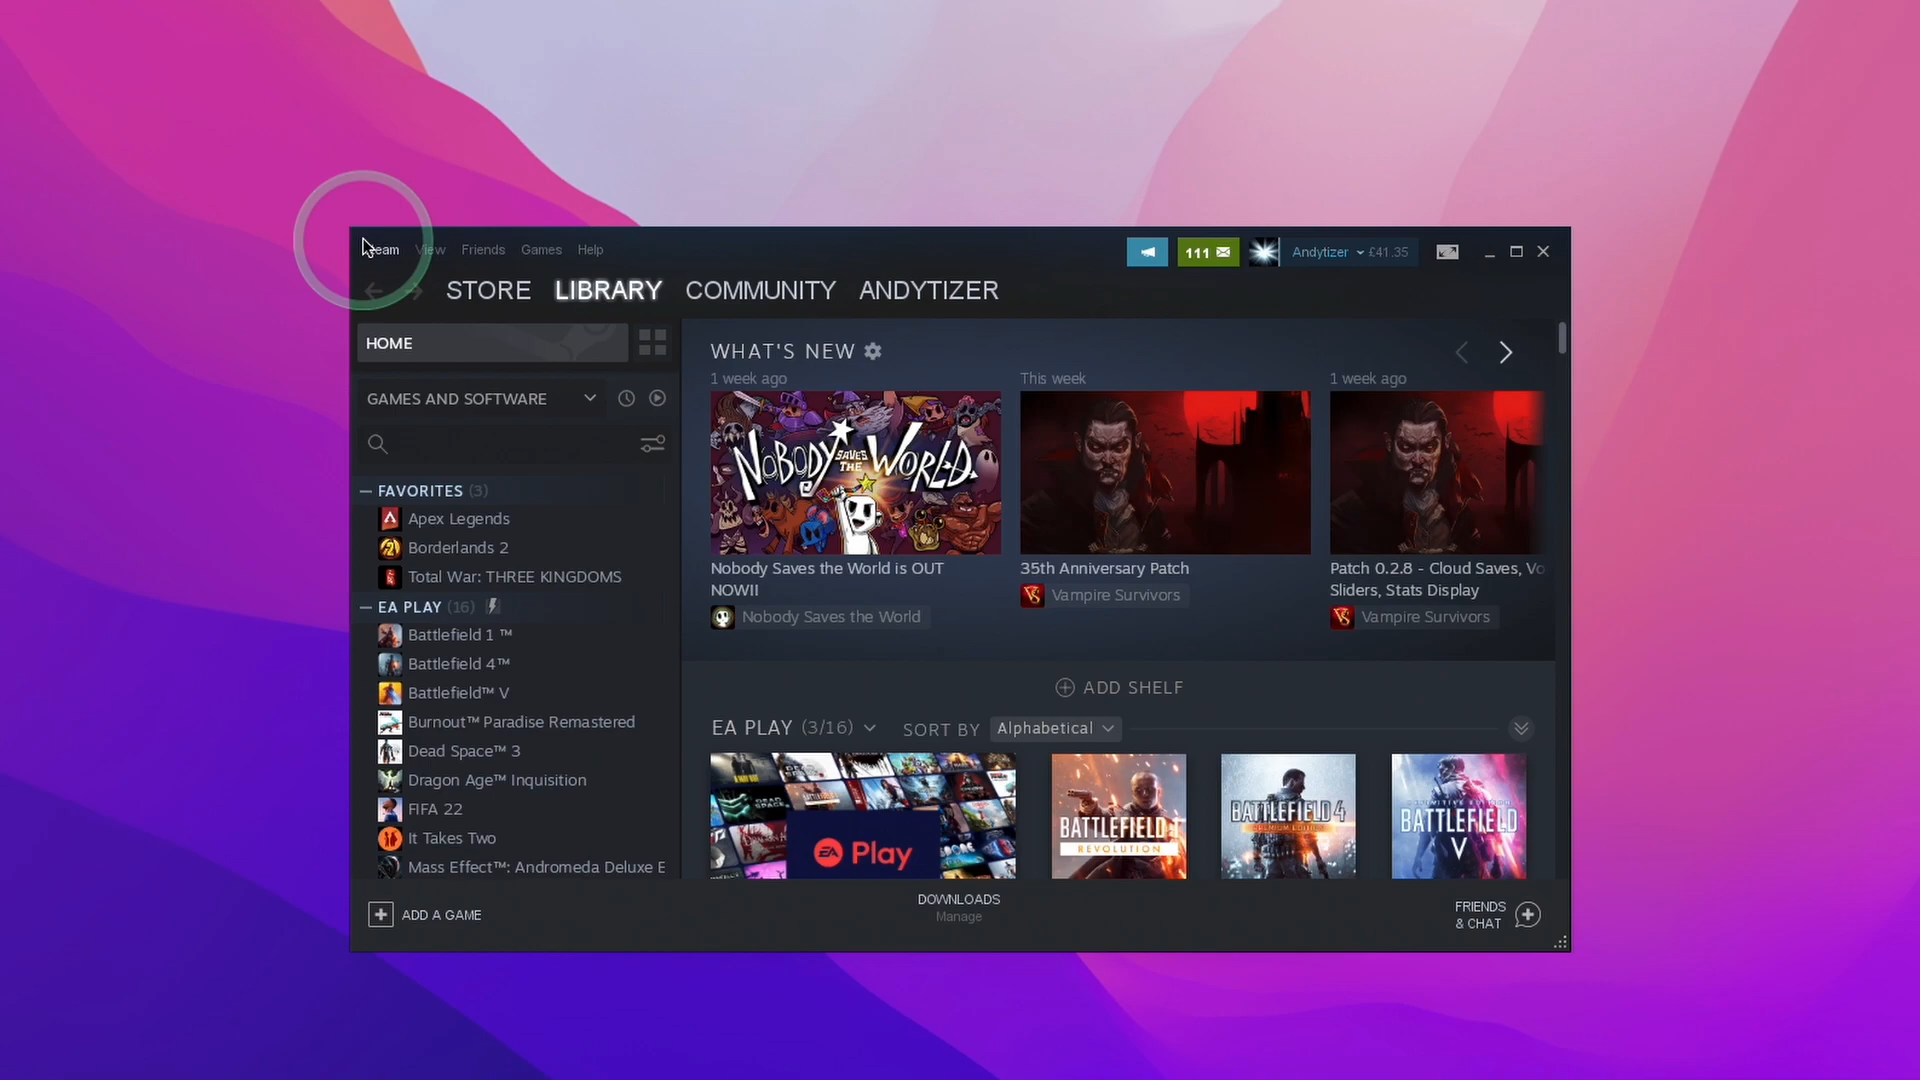 Steam View Friends Games Help
111
Andytizer £41.35
STORE LIBRARY COMMUNITY ANDYTIZER
HOME
GAMES AND SOFTWARE
FAVORITES (3)
Apex Legends
Borderlands 2
Total War: THREE KINGDOMS
EA PLAY (16)
Battlefield 1 ™
Battlefield 4™
Battlefield™ V
Burnout™ Paradise Remastered
Dead Space™ 3
Dragon Age™ Inquisition
FIFA 22
It Takes Two
Mass Effect™: Andromeda Deluxe E
WHAT'S NEW
1 week ago
NOBODY SAVES THE WORLD
Nobody Saves the World is OUT
NOW!!
Nobody Saves the World
This week
35th Anniversary Patch
Vampire Survivors
1 week ago
Patch 0.2.8 - Cloud Saves, Vo
Sliders, Stats Display
Vampire Survivors
ADD SHELF
EA PLAY (3/16) SORT BY Alphabetical
EA Play
BATTLEFIELD 1
REVOLUTION
BATTLEFIELD 4
PREMIUM EDITION
DEFINITIVE EDITION
BATTLEFIELD
V
ADD A GAME
DOWNLOADS
Manage
FRIENDS
& CHAT